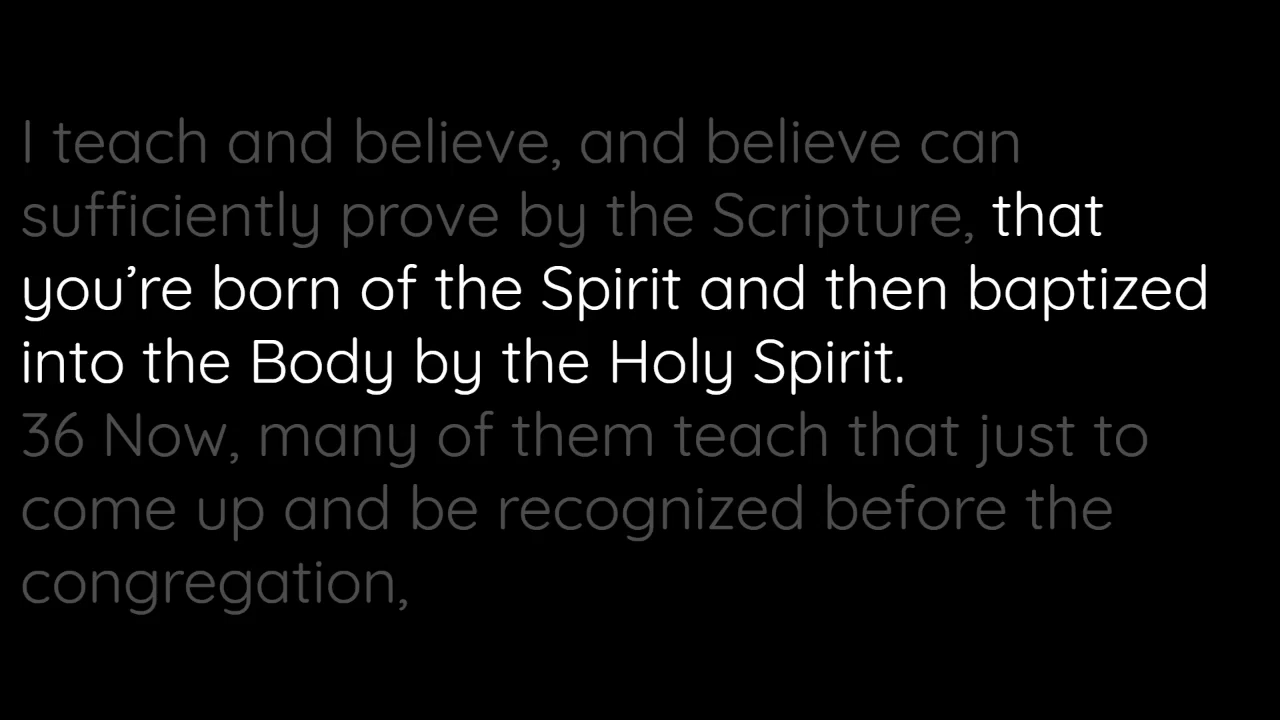 I teach and believe, and believe can
sufficiently prove by the Scripture, that
you’re born of the Spirit and then baptized
into the Body by the Holy Spirit.
36 Now, many of them teach that just to
come up and be recognized before the
congregation,